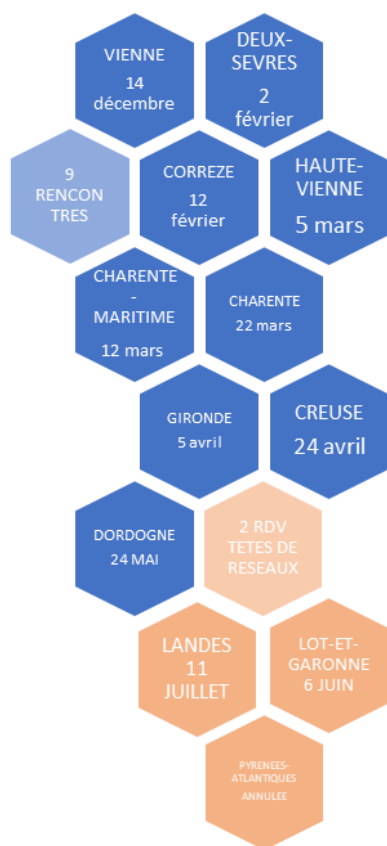 VIENNE
14
décembre
DEUX-
SEVRES
2
février
9
RENCON
TRES
CORREZE
12
février
HAUTE-
VIENNE
5 mars
CHARENTE
-
MARITIME
12 mars
CHARENTE
22 mars
GIRONDE
5 avril
CREUSE
24 avril
DORDOGNE
24 MAI
2 RDV
TETES DE
RESEAUX
LANDES
11
JUILLET
LOT-ET-
GARONNE
6 JUIN
PYRENEES-
ATLANTIQUES
ANNULEE